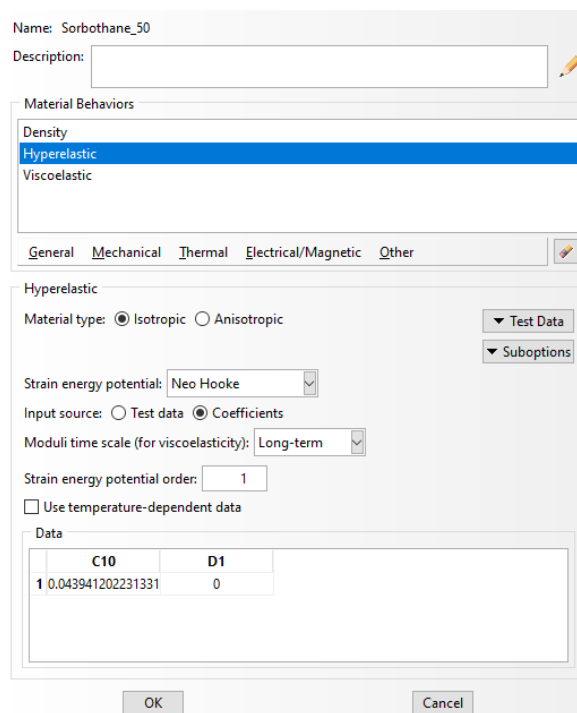 Name: Sorbothane_50
Description:
Material Behaviors
Density
Hyperelastic
Viscoelastic
General Mechanical Thermal Electrical/Magnetic Other
Hyperelastic
Material type: Isotropic Anisotropic
Test Data
Suboptions
Strain energy potential: Neo Hooke
Input source: Test data Coefficients
Moduli time scale (for viscoelasticity): Long-term
Strain energy potential order: 1
Use temperature-dependent data
Data
C10 D1
1 0.043941202231331 0
OK Cancel